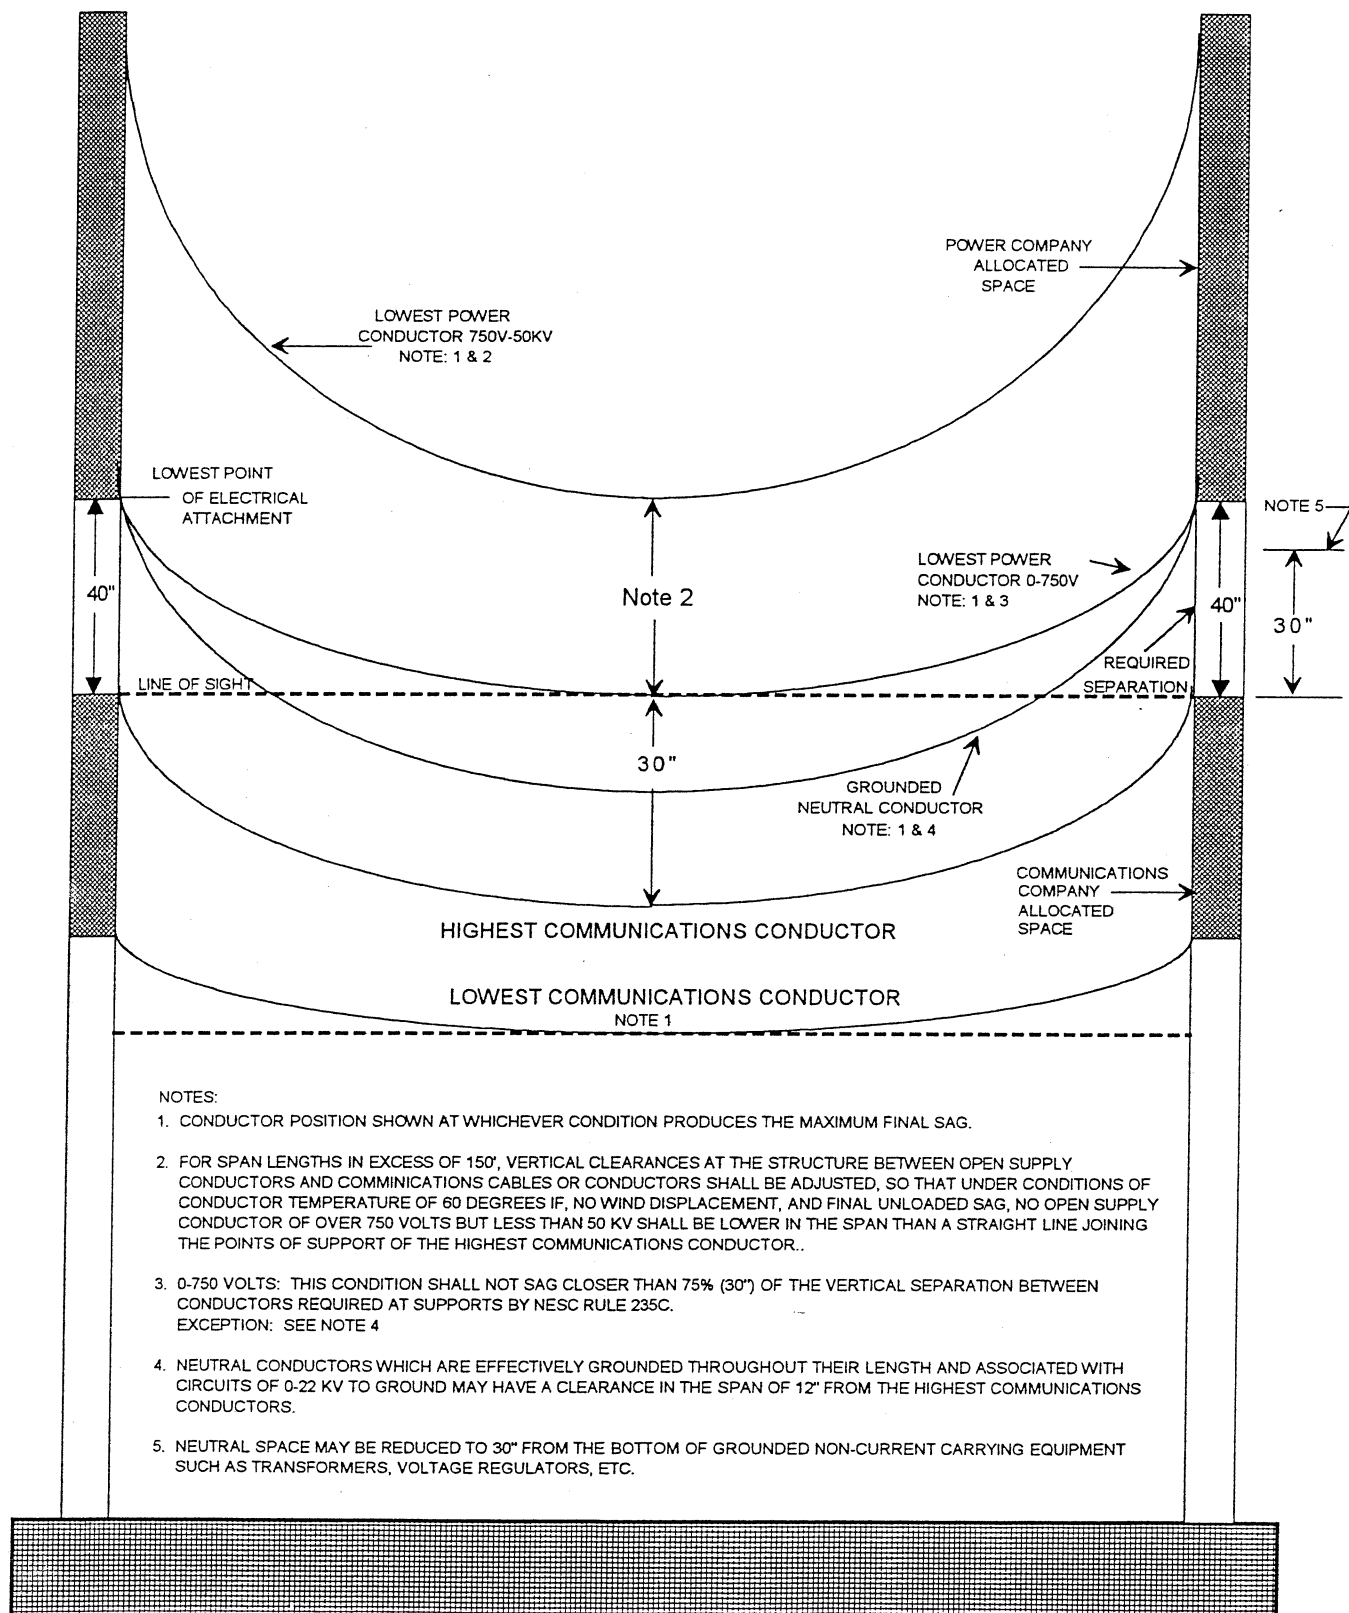 POWER COMPANY
ALLOCATED
SPACE
LOWEST POWER
CONDUCTOR 750V-50KV
NOTE: 1 & 2
LOWEST POINT
OF ELECTRICAL
ATTACHMENT
NOTE 5
LOWEST POWER
CONDUCTOR 0-750V
NOTE: 1 & 3
40"
Note 2
40"
30"
REQUIRED
SEPARATION
LINE OF SIGHT
30"
GROUNDED
NEUTRAL CONDUCTOR
NOTE: 1 & 4
COMMUNICATIONS
COMPANY
ALLOCATED
SPACE
HIGHEST COMMUNICATIONS CONDUCTOR
LOWEST COMMUNICATIONS CONDUCTOR
NOTE 1
NOTES:
1. CONDUCTOR POSITION SHOWN AT WHICHEVER CONDITION PRODUCES THE MAXIMUM FINAL SAG.
2. FOR SPAN LENGTHS IN EXCESS OF 150', VERTICAL CLEARANCES AT THE STRUCTURE BETWEEN OPEN SUPPLY
CONDUCTORS AND COMMINICATIONS CABLES OR CONDUCTORS SHALL BE ADJUSTED, SO THAT UNDER CONDITIONS OF
CONDUCTOR TEMPERATURE OF 60 DEGREES IF, NO WIND DISPLACEMENT, AND FINAL UNLOADED SAG, NO OPEN SUPPLY
CONDUCTOR OF OVER 750 VOLTS BUT LESS THAN 50 KV SHALL BE LOWER IN THE SPAN THAN A STRAIGHT LINE JOINING
THE POINTS OF SUPPORT OF THE HIGHEST COMMUNICATIONS CONDUCTOR..
3. 0-750 VOLTS: THIS CONDITION SHALL NOT SAG CLOSER THAN 75% (30") OF THE VERTICAL SEPARATION BETWEEN
CONDUCTORS REQUIRED AT SUPPORTS BY NESC RULE 235C.
EXCEPTION: SEE NOTE 4
4. NEUTRAL CONDUCTORS WHICH ARE EFFECTIVELY GROUNDED THROUGHOUT THEIR LENGTH AND ASSOCIATED WITH
CIRCUITS OF 0-22 KV TO GROUND MAY HAVE A CLEARANCE IN THE SPAN OF 12" FROM THE HIGHEST COMMUNICATIONS
CONDUCTORS.
5. NEUTRAL SPACE MAY BE REDUCED TO 30" FROM THE BOTTOM OF GROUNDED NON-CURRENT CARRYING EQUIPMENT
SUCH AS TRANSFORMERS, VOLTAGE REGULATORS, ETC.